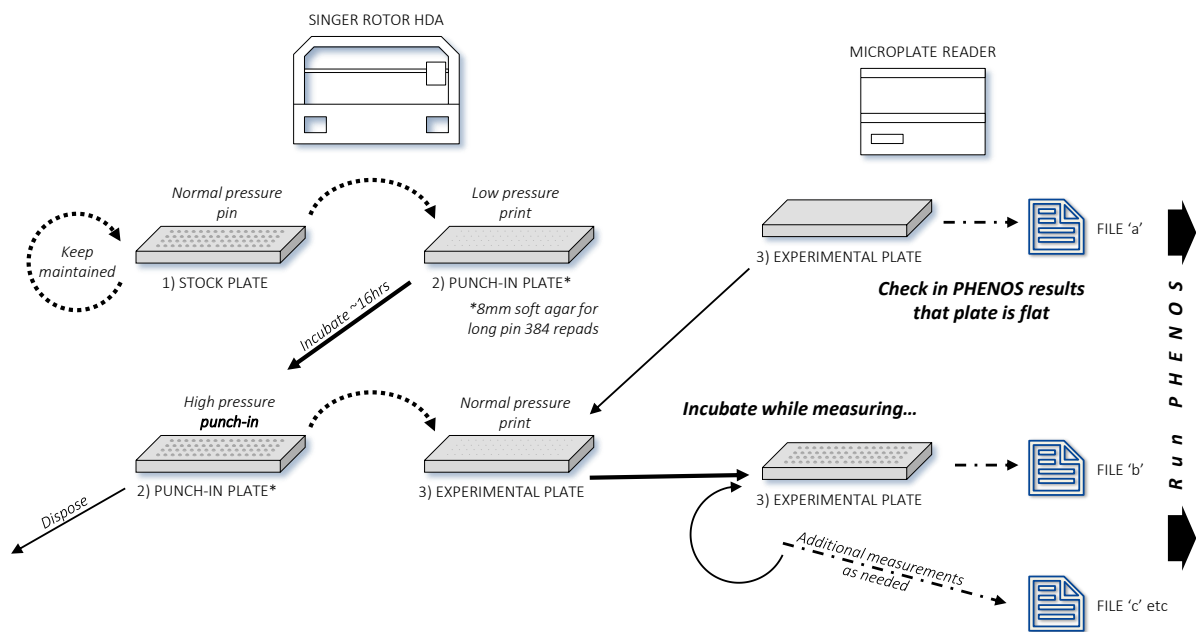 SINGER ROTOR HDA
MICROPLATE READER
Normal pressure
pin
Low pressure
print
Keep
maintained
1) STOCK PLATE
2) PUNCH-IN PLATE*
*8mm soft agar for
long pin 384 repads
Incubate ~16hrs
3) EXPERIMENTAL PLATE
FILE ‘a’
Check in PHENOS results
that plate is flat
High pressure
punch-in
Normal pressure
print
2) PUNCH-IN PLATE*
3) EXPERIMENTAL PLATE
Dispose
Incubate while measuring...
3) EXPERIMENTAL PLATE
FILE ‘b’
Additional measurements
as needed
FILE ‘c’ etc
Run PHENOS